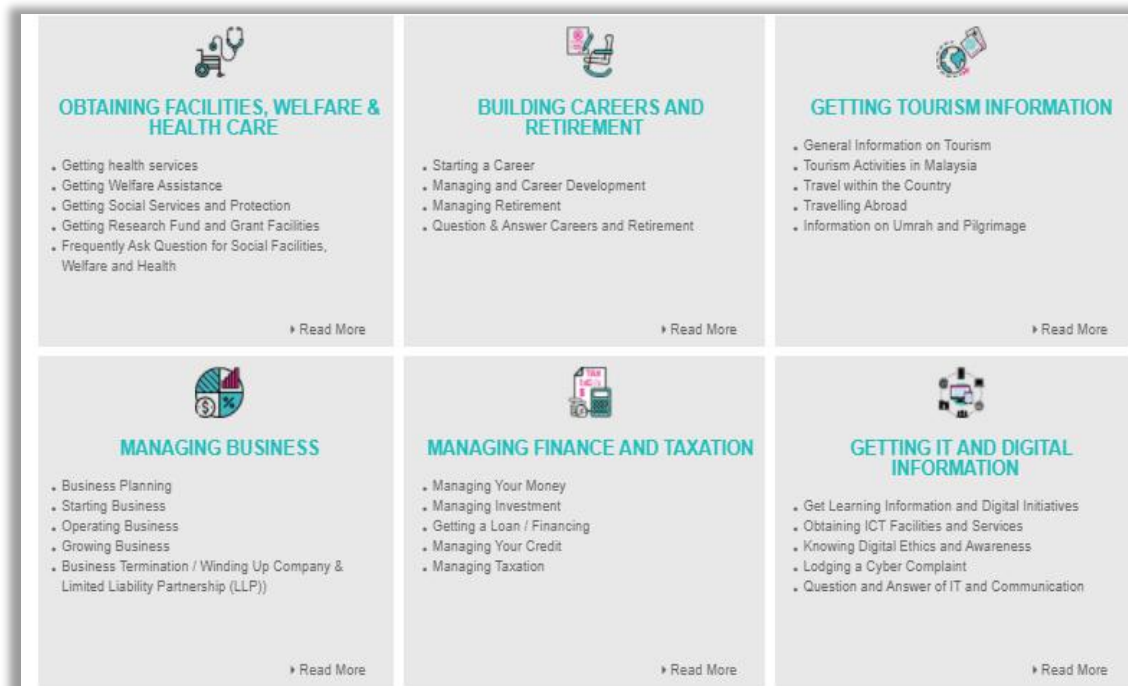 OBTAINING FACILITIES, WELFARE &
HEALTH CARE
Getting health services
Getting Welfare Assistance
Getting Social Services and Protection
Getting Research Fund and Grant Facilities
Frequently Ask Question for Social Facilities,
Welfare and Health
Read More
BUILDING CAREERS AND
RETIREMENT
Starting a Career
Managing and Career Development
Managing Retirement
Question & Answer Careers and Retirement
Read More
GETTING TOURISM INFORMATION
General Information on Tourism
Tourism Activities in Malaysia
Travel within the Country
Travelling Abroad
Information on Umrah and Pilgrimage
Read More
MANAGING BUSINESS
Business Planning
Starting Business
Operating Business
Growing Business
Business Termination / Winding Up Company &
Limited Liability Partnership (LLP))
Read More
TAX
MANAGING FINANCE AND TAXATION
Managing Your Money
Managing Investment
Getting a Loan / Financing
Managing Your Credit
Managing Taxation
Read More
GETTING IT AND DIGITAL
INFORMATION
Get Learning Information and Digital Initiatives
Obtaining ICT Facilities and Services
Knowing Digital Ethics and Awareness
Lodging a Cyber Complaint
Question and Answer of IT and Communication
Read More